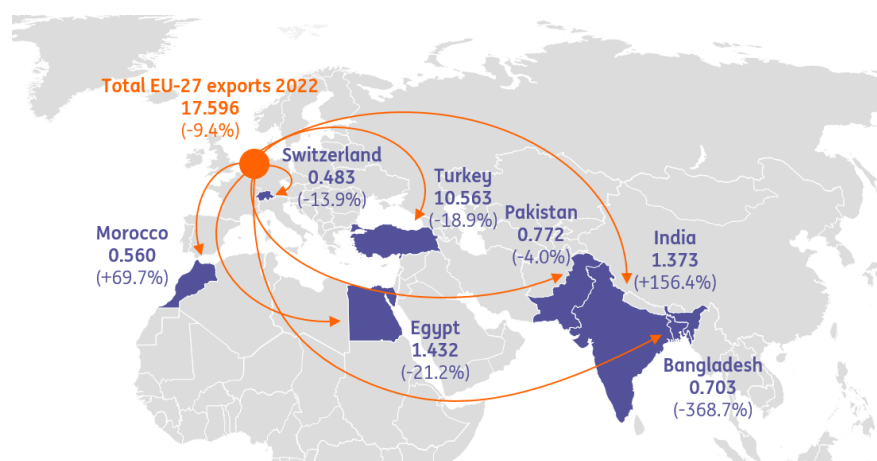 Total EU-27 exports 2022
17.596
(-9.4%)
Switzerland
0.483
(-13.9%)
Turkey
10.563
(-18.9%)
Pakistan
0.772
(-4.0%)
India
1.373
(+156.4%)
Morocco
0.560
(+69.7%)
Egypt
1.432
(-21.2%)
Bangladesh
0.703
(-368.7%)